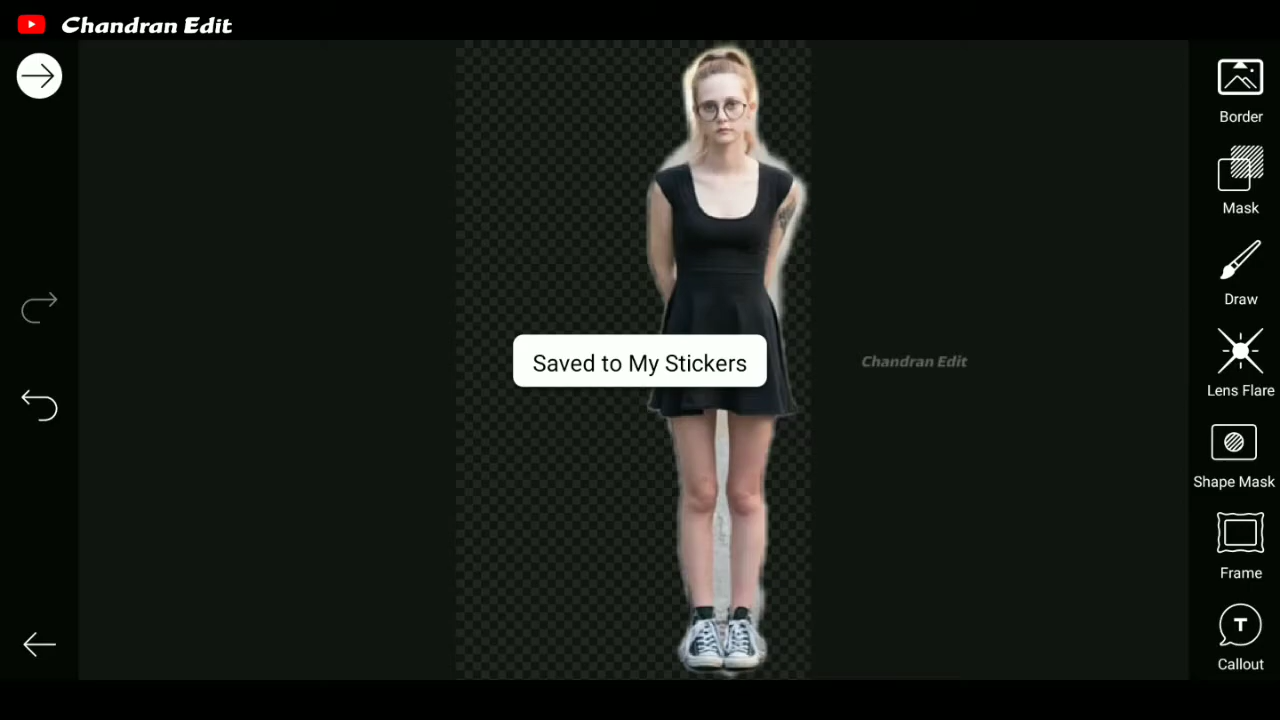 Chandran Edit
Border
Mask
Draw
Saved to My Stickers
Chandran Edit
Lens Flare
Shape Mask
Frame
T
Callout